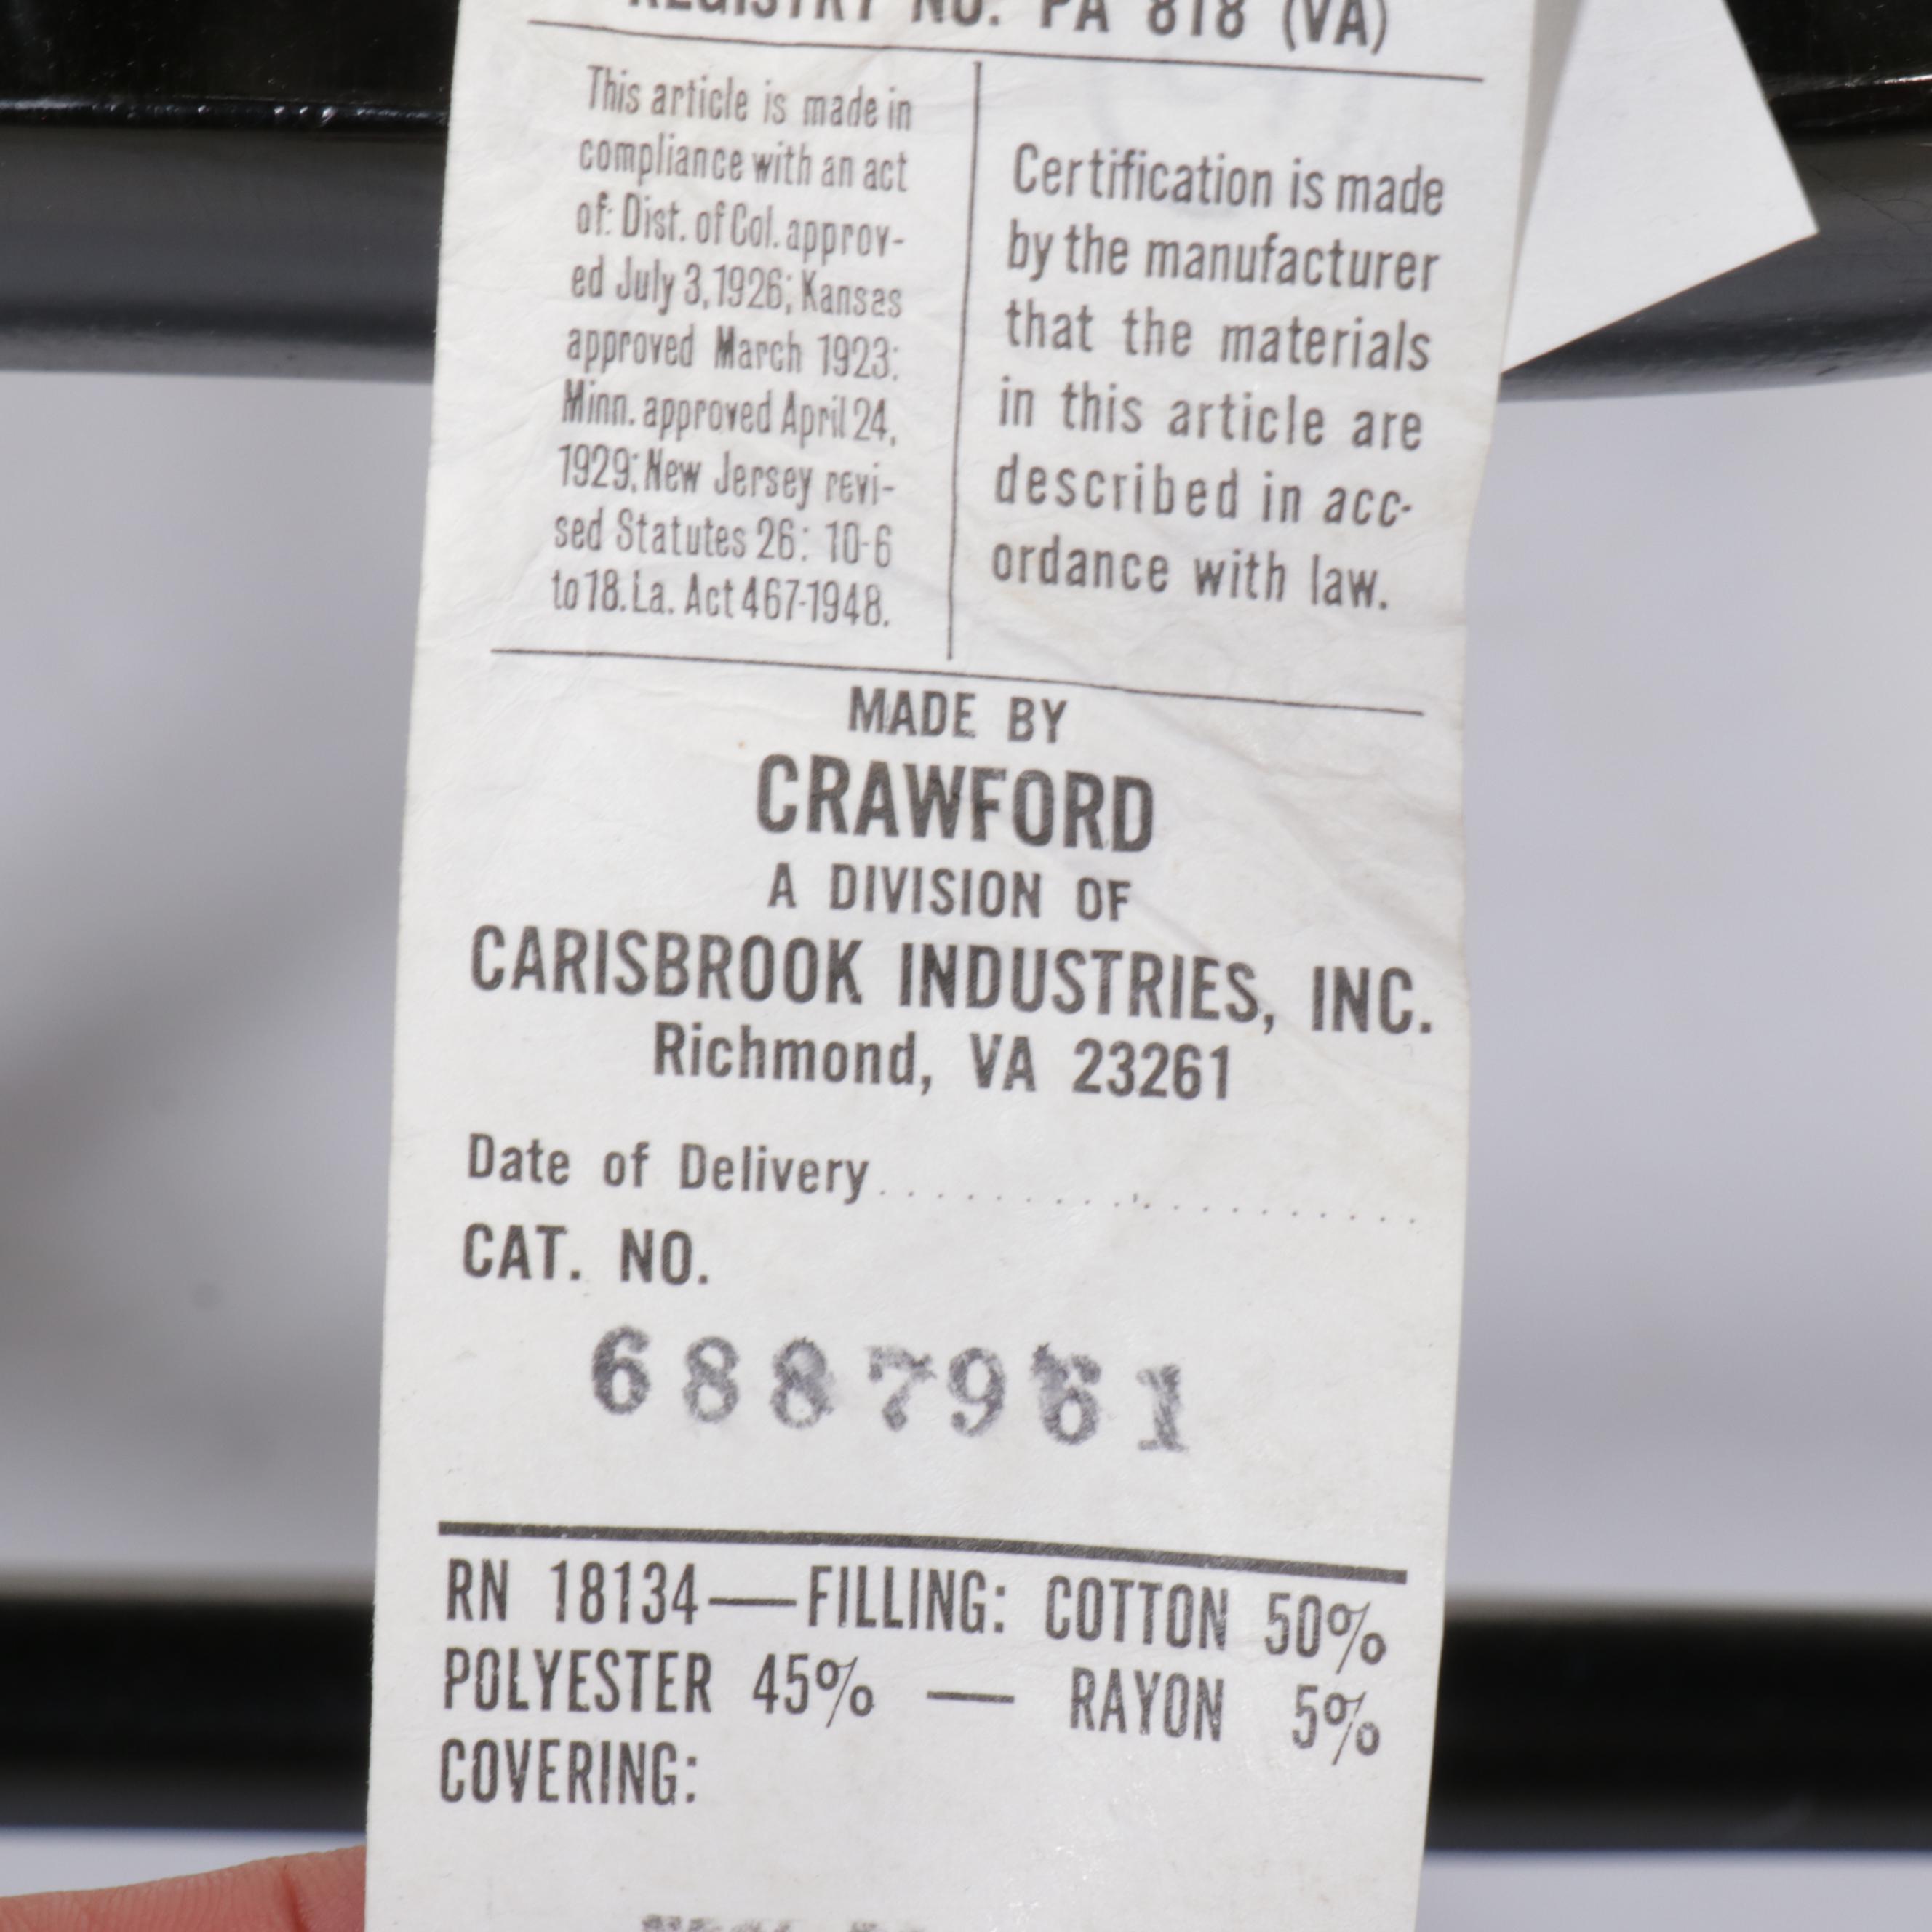 REGISTRY NO. PA 818 (VA)
This article is made in
compliance with an act
of: Dist. of Col. approv-
ed July 3, 1926; Kansas
approved March 1923:
Minn. approved April 24,
1929; New Jersey revi-
sed Statutes 26: 10-6
to 18. La. Act 467-1948.
Certification is made
by the manufacturer
that the materials
in this article are
described in acc-
ordance with law.
MADE BY
CRAWFORD
A DIVISION OF
CARISBROOK INDUSTRIES, INC.
Richmond, VA 23261
Date of Delivery
CAT. NO.
6887961
RN 18134—FILLING: COTTON 50%
POLYESTER 45% — RAYON 5%
COVERING: